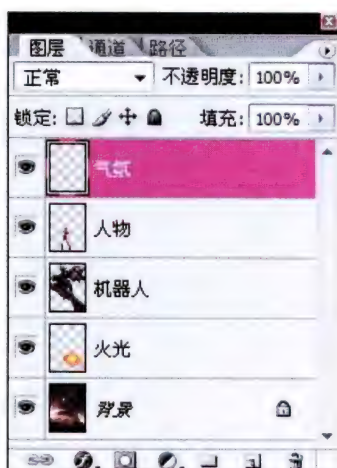 图层 通道 路径
正常 不透明度: 100%
锁定: 填充: 100%
气氛
人物
机器人
火光
背景